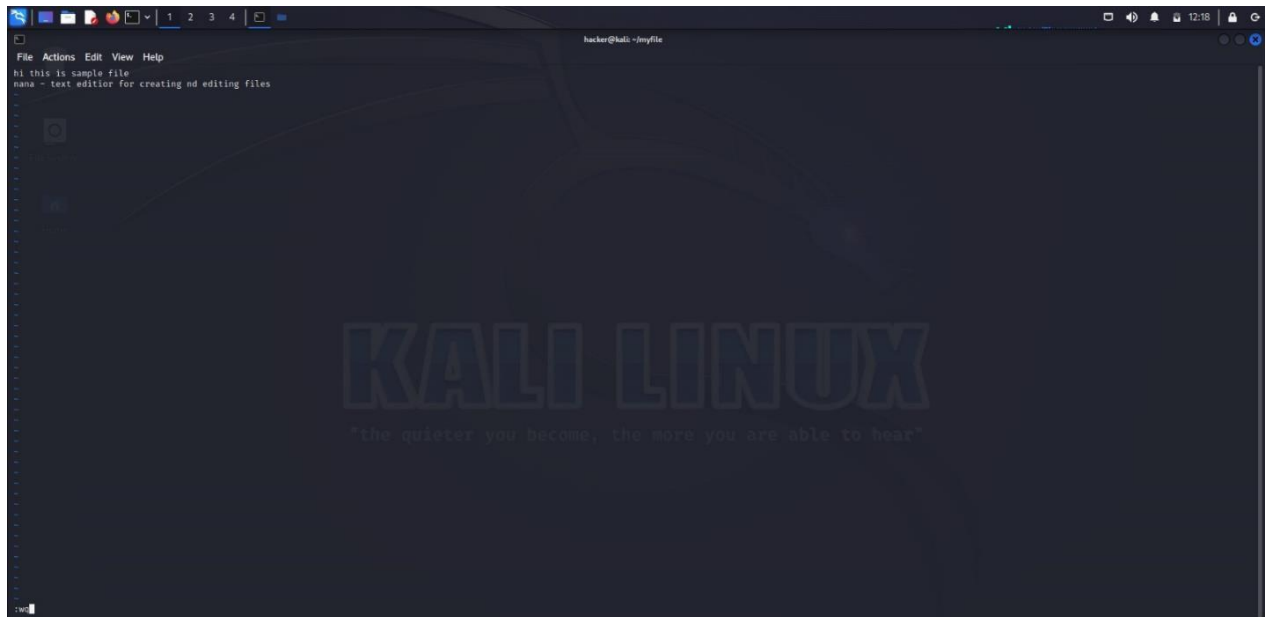 1 2 3 4
12:18
hacker@kali: ~/myfile
File Actions Edit View Help
hi this is sample file
nana - text editior for creating nd editing files
KALI LINUX
"the quieter you become, the more you are able to hear"
:wq